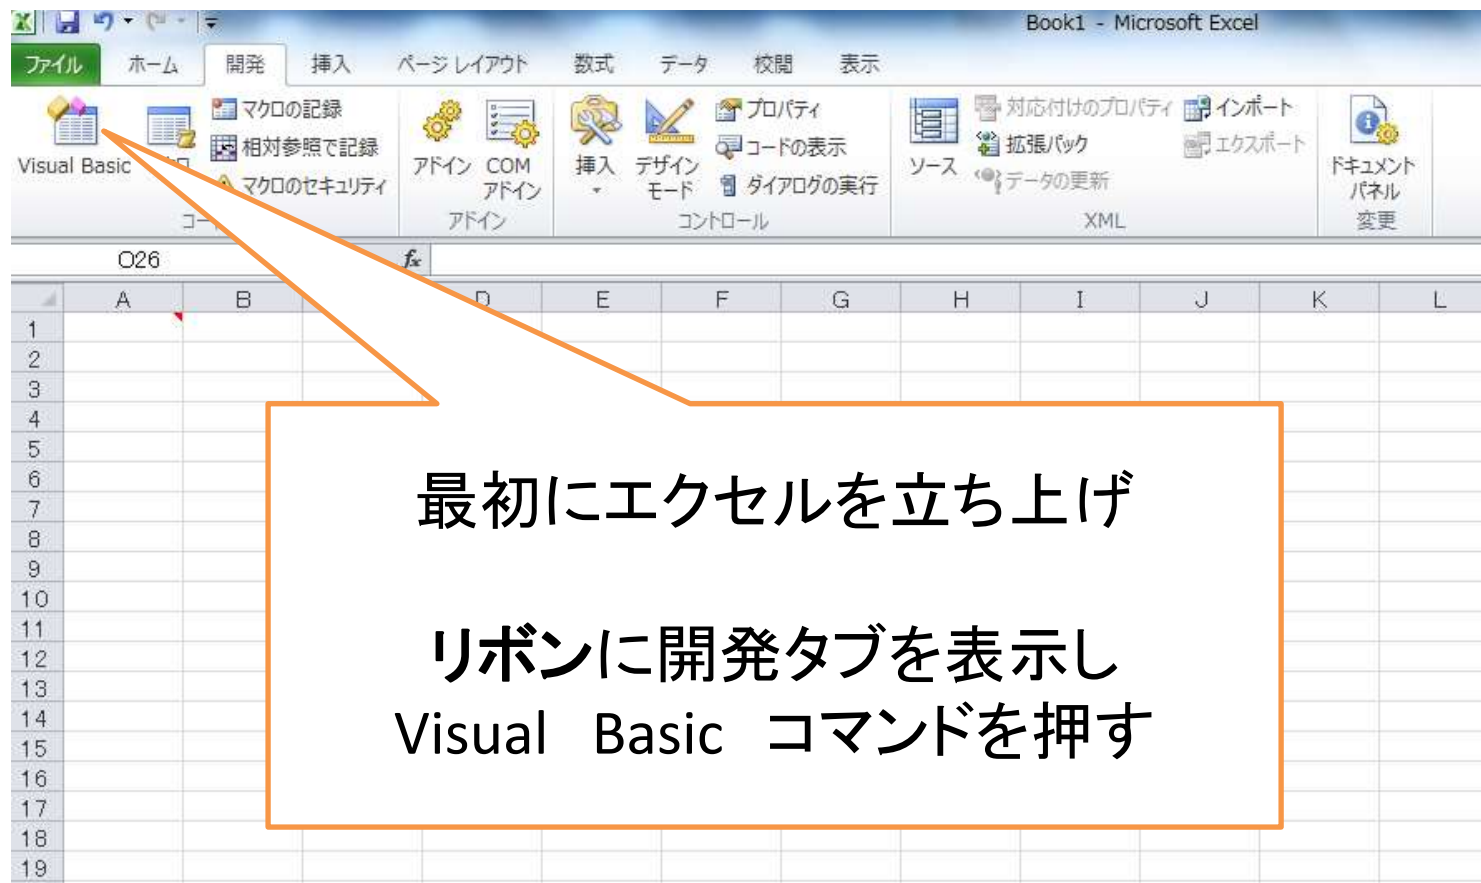 Book1 - Microsoft Excel
ファイル ホーム 開発 挿入 ページ レイアウト 数式 データ 校閲 表示
Visual Basic
マクロの記録
相対参照で記録
マクロのセキュリティ
アドイン
COM
アドイン
アドイン
挿入
デザイン
モード
プロパティ
コードの表示
ダイアログの実行
コントロール
ソース
対応付けのプロパティ
拡張パック
データの更新
インポート
エクスポート
XML
ドキュメント
パネル
変更
O26 fx
A B D E F G H I J K L
1
2
3
4
5
6
7
8
9
10
11
12
13
14
15
16
17
18
19
最初にエクセルを立ち上げ
リボンに開発タブを表示し
Visual Basic コマンドを押す